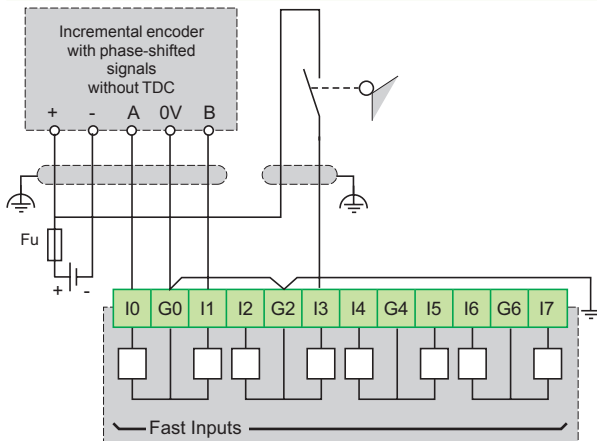 Incremental encoder
with phase-shifted
signals
without TDC
+ - A 0V B
Fu
+ -
I0 G0 I1 I2 G2 I3 I4 G4 I5 I6 G6 I7
Fast Inputs